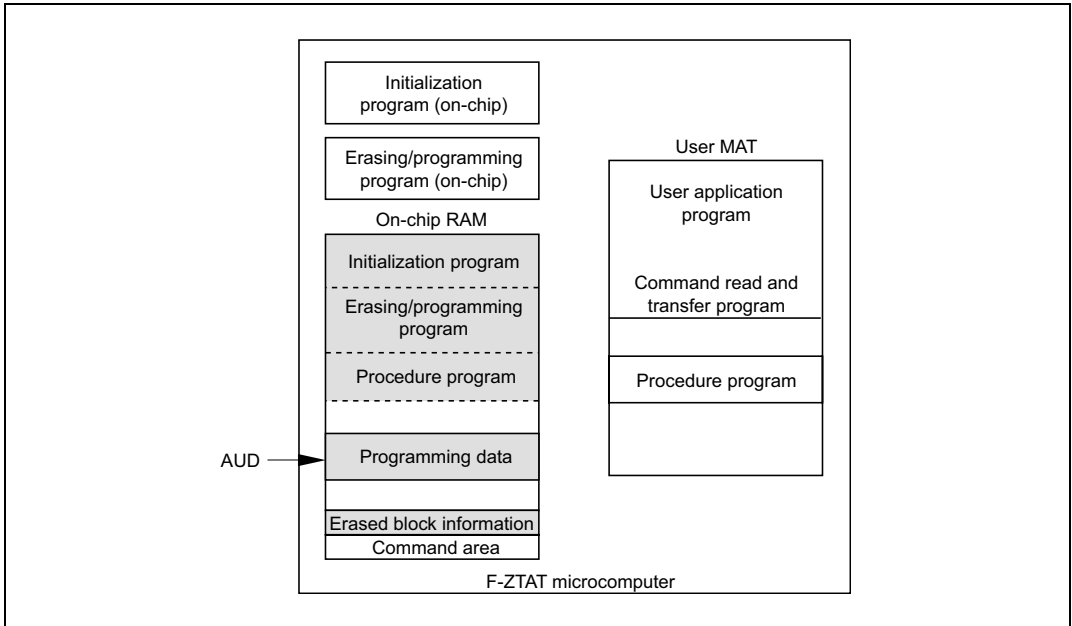 Initialization
program (on-chip)
Erasing/programming
program (on-chip)
On-chip RAM
Initialization program
Erasing/programming
program
Procedure program
AUD
Programming data
Erased block information
Command area
User MAT
User application
program
Command read and
transfer program
Procedure program
F-ZTAT microcomputer